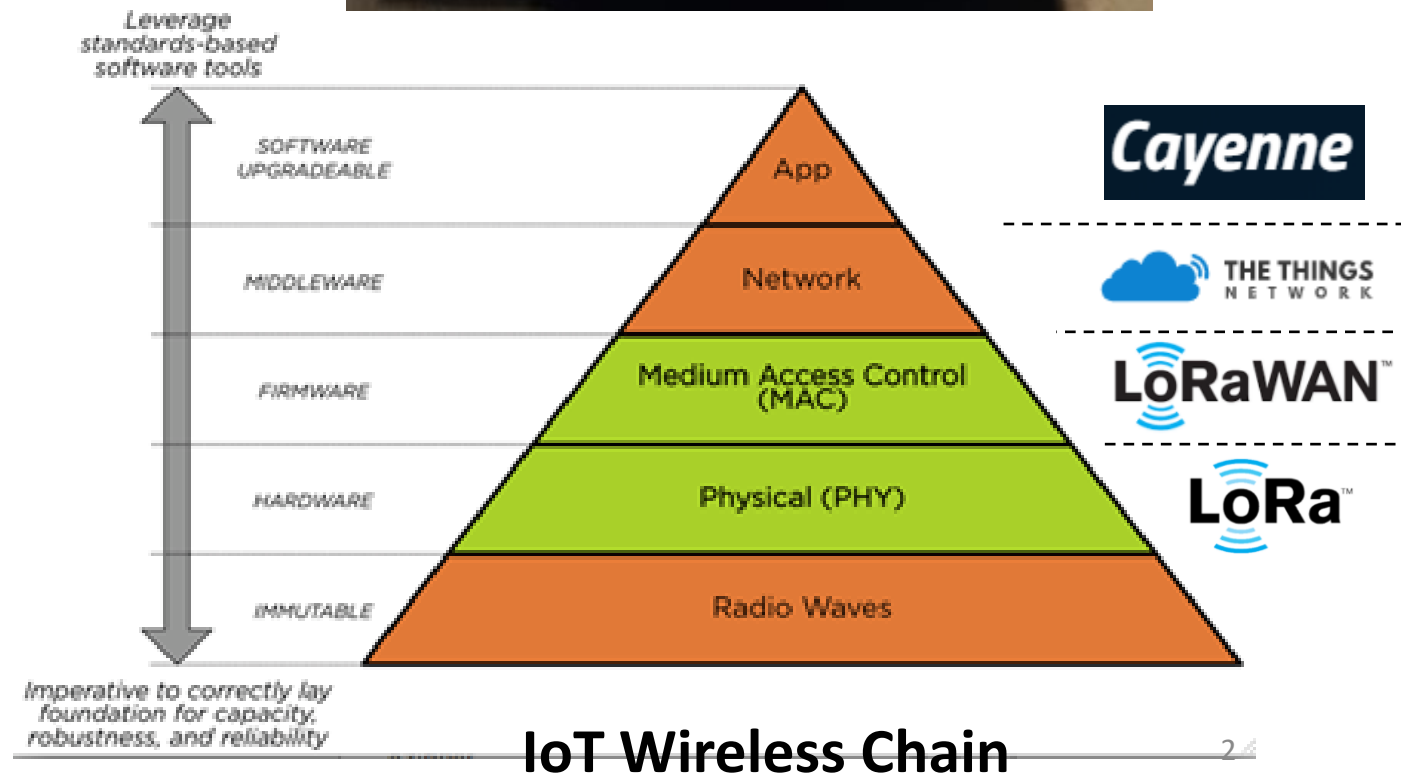 Leverage
standards-based
software tools
SOFTWARE
UPGRADEABLE
App
Cayenne
MIDDLEWARE
Network
THE THINGS
NETWORK
FIRMWARE
Medium Access Control
(MAC)
LoRaWAN™
HARDWARE
Physical (PHY)
LoRa™
IMMUTABLE
Radio Waves
Imperative to correctly lay
foundation for capacity,
robustness, and reliability
IoT Wireless Chain
2